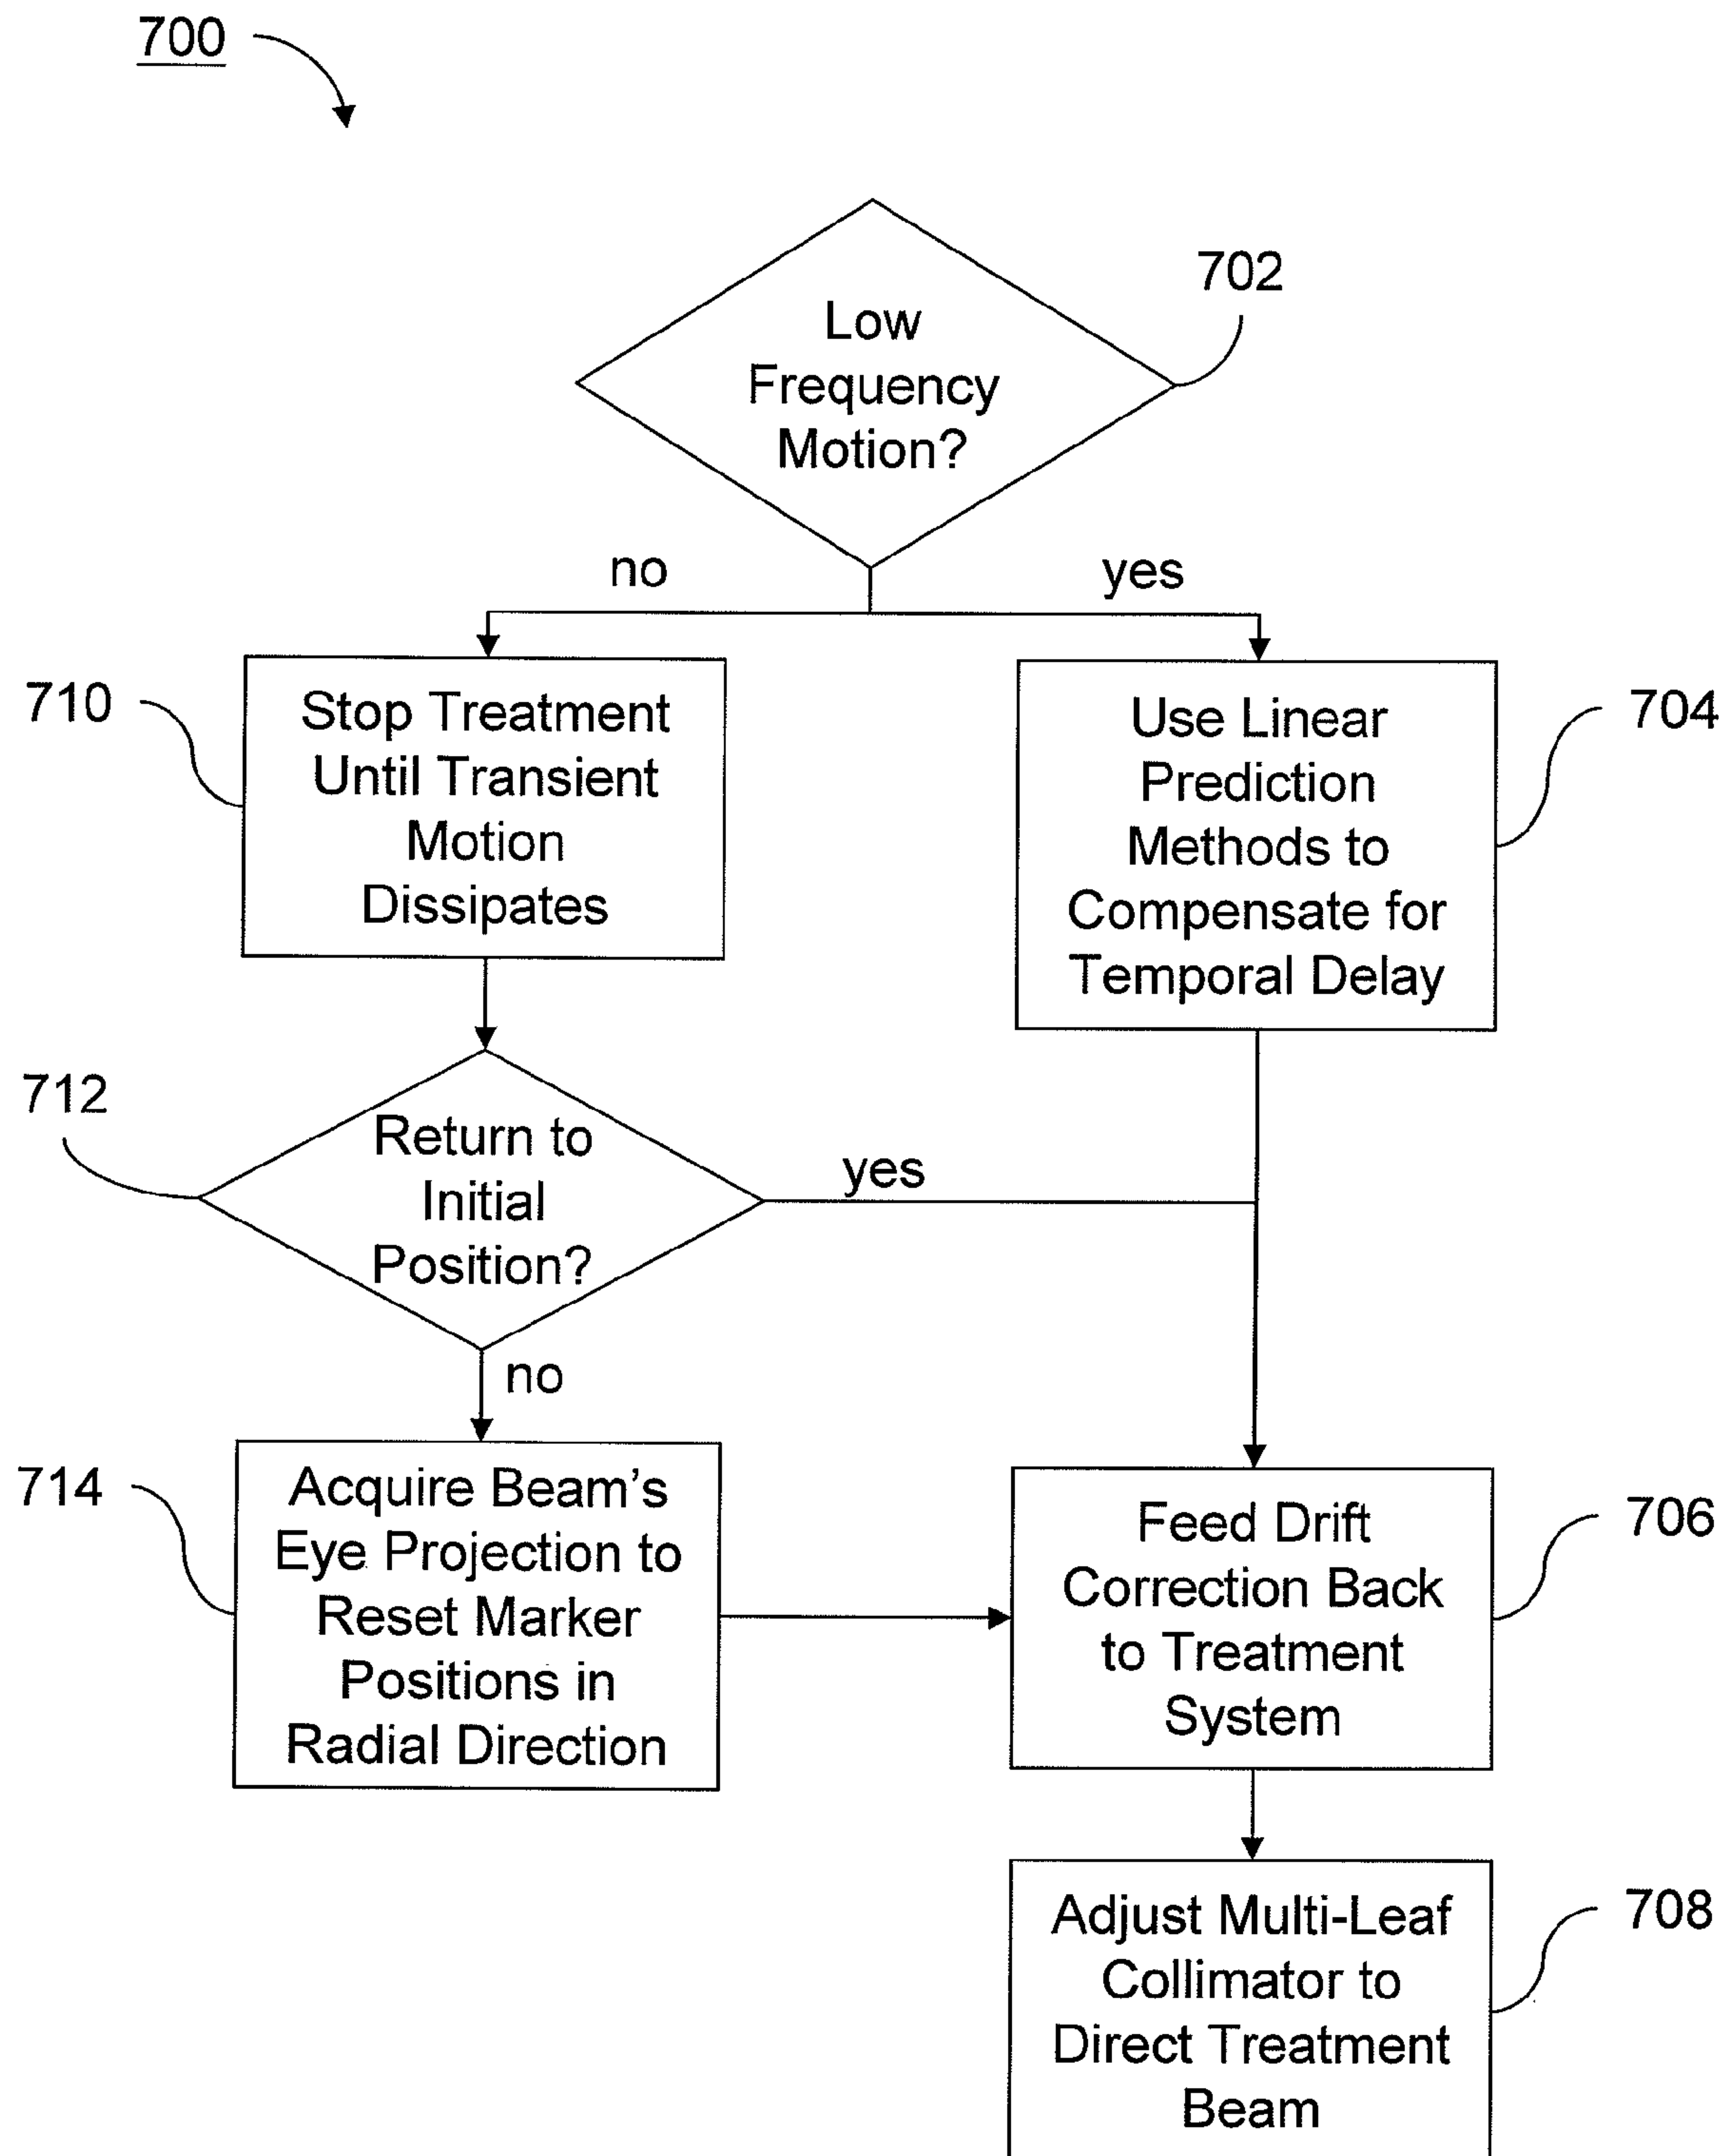 700
702
Low
Frequency
Motion?
no
yes
710
Stop Treatment
Until Transient
Motion
Dissipates
704
Use Linear
Prediction
Methods to
Compensate for
Temporal Delay
712
Return to
Initial
Position?
yes
no
714
Acquire Beam's
Eye Projection to
Reset Marker
Positions in
Radial Direction
706
Feed Drift
Correction Back
to Treatment
System
708
Adjust Multi-Leaf
Collimator to
Direct Treatment
Beam